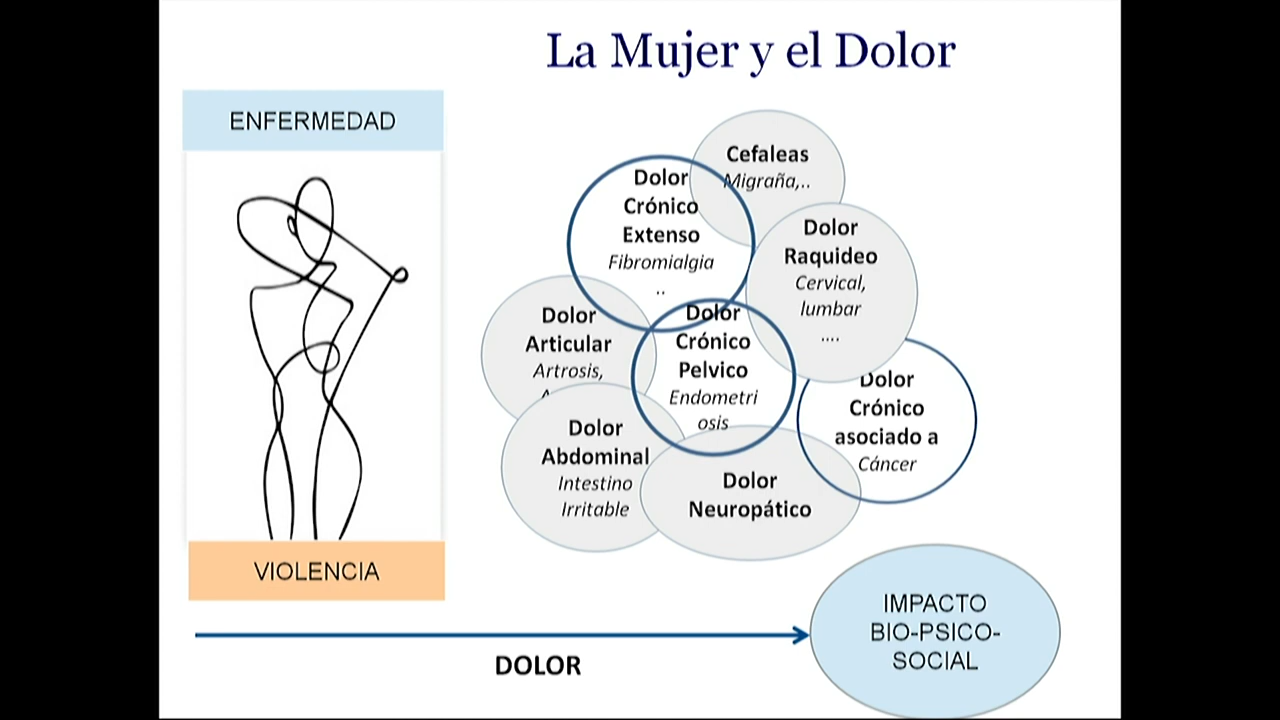 La Mujer y el Dolor
ENFERMEDAD
VIOLENCIA
Cefaleas
Migraña,..
Dolor
Crónico
Extenso
Fibromialgia
..
Dolor
Raquideo
Cervical,
lumbar
....
Dolor
Articular
Artrosis,
Dolor
Crónico
Pelvico
Endometri
osis
Dolor
Crónico
asociado a
Cáncer
Dolor
Abdominal
Intestino
Irritable
Dolor
Neuropático
DOLOR
IMPACTO
BIO-PSICO-
SOCIAL